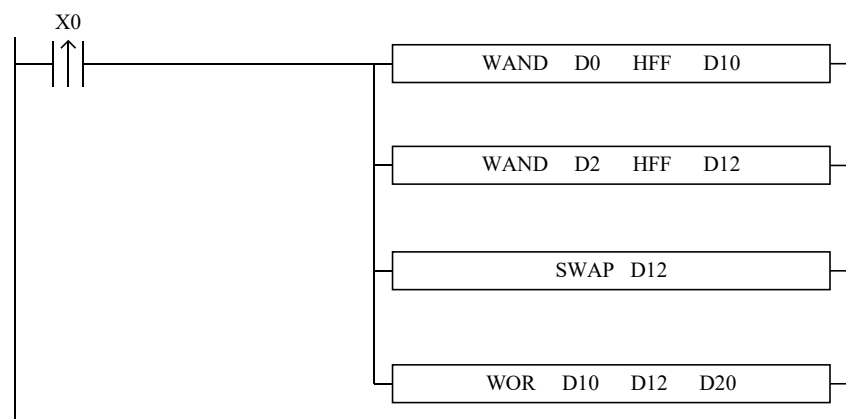 X0
WAND D0 HFF D10
WAND D2 HFF D12
SWAP D12
WOR D10 D12 D20